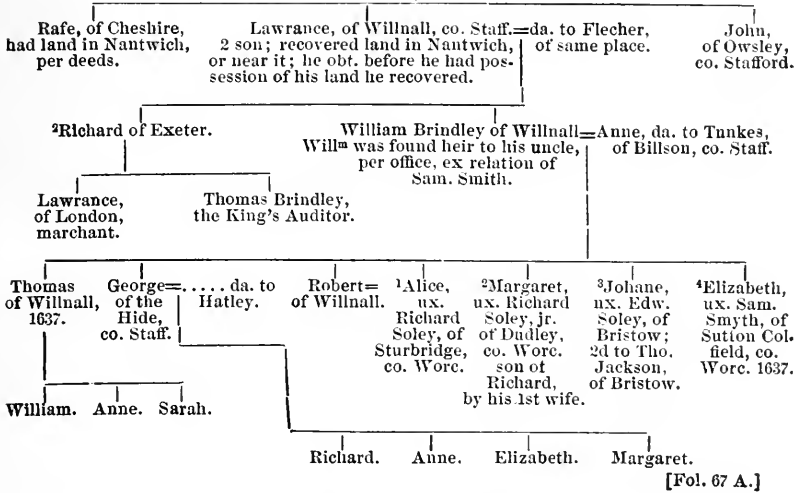 Rafe, of Cheshire,
had land in Nantwich,
per deeds.
Lawrance, of Willnall, co. Staff.=da. to Flecher,
2 son; recovered land in Nantwich, of same place.
or near it; he obt. before he had pos-
session of his land he recovered.
John,
of Owsley,
co. Stafford.
²Richard of Exeter.
William Brindley of Willnall=Anne, da. to Tunkes,
Willm was found heir to his uncle, of Billson, co. Staff.
per office, ex relation of
Sam. Smith.
Lawrance,
of London,
marchant.
Thomas Brindley,
the King's Auditor.
Thomas
of Willnall,
1637.
George=..... da. to
of the Hatley.
Hide,
co. Staff.
Robert=
of Willnall.
¹Alice,
ux.
Richard
Soley, of
Sturbridge,
co. Worc.
²Margaret,
ux. Richard
Soley, jr.
of Dudley,
co. Worc.
son of
Richard,
by his 1st wife.
³Johane,
ux. Edw.
Soley, of
Bristow;
2d to Tho.
Jackson,
of Bristow.
⁴Elizabeth,
ux. Sam.
Smyth, of
Sutton Col.
field, co.
Worc. 1637.
William. Anne. Sarah.
Richard. Anne. Elizabeth. Margaret.
[Fol. 67 A.]